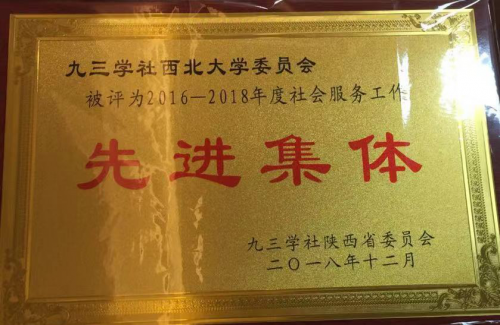 九三学社西北大学委员会
被评为2016—2018年度社会服务工作
先进集体
九三学社陕西省委员会
二〇一八年十二月